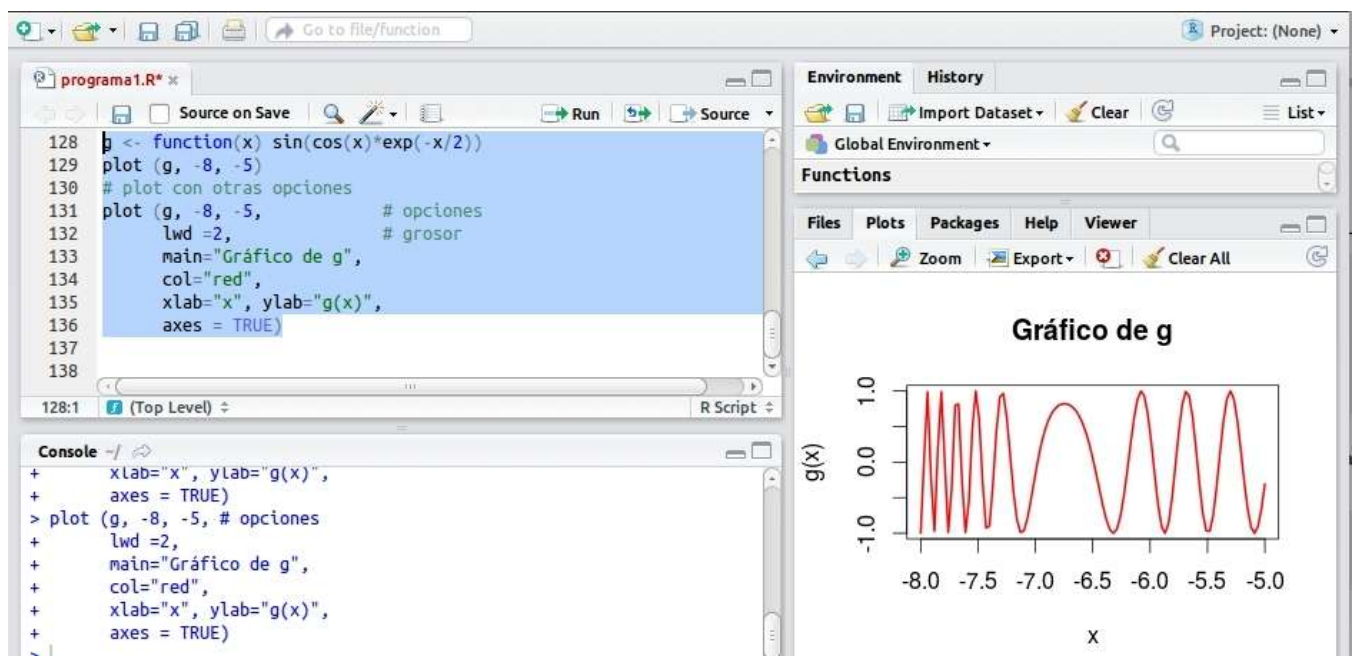 Go to file/function
Project: (None)
programa1.R*
Source on Save
Run
Source
128 g <- function(x) sin(cos(x)*exp(-x/2))
129 plot (g, -8, -5)
130 # plot con otras opciones
131 plot (g, -8, -5, # opciones
132 lwd =2, # grosor
133 main="Gráfico de g",
134 col="red",
135 xlab="x", ylab="g(x)",
136 axes = TRUE)
137
138
128:1 (Top Level) R Script
Console ~/
+ xlab="x", ylab="g(x)",
+ axes = TRUE)
> plot (g, -8, -5, # opciones
+ lwd =2,
+ main="Gráfico de g",
+ col="red",
+ xlab="x", ylab="g(x)",
+ axes = TRUE)
>
Environment History
Import Dataset Clear List
Global Environment
Functions
Files Plots Packages Help Viewer
Zoom Export Clear All
Gráfico de g
g(x)
1.0
0.0
-1.0
-8.0 -7.5 -7.0 -6.5 -6.0 -5.5 -5.0
x